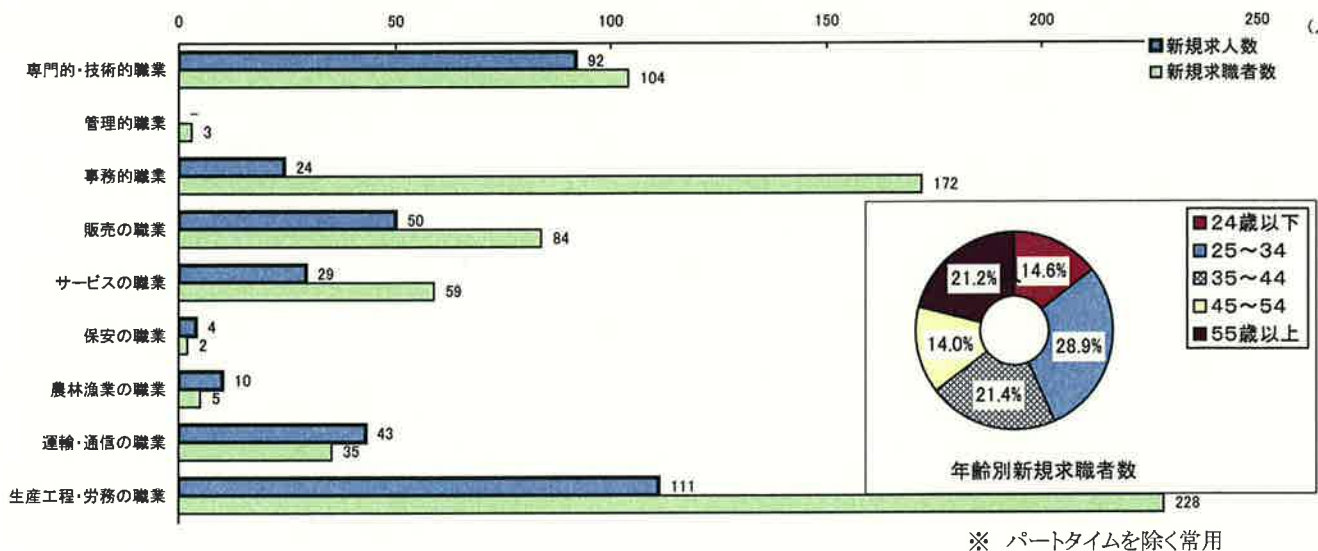 0 50 100 150 200 250
(人
新規求人数
新規求職者数
専門的・技術的職業 92
104
管理的職業 -
3
事務的職業 24
172
販売の職業 50
84
サービスの職業 29
59
保安の職業 4
2
農林漁業の職業 10
5
運輸・通信の職業 43
35
生産工程・労務の職業 111
228
24歳以下
25～34
35～44
45～54
55歳以上
21.2% 14.6%
14.0% 28.9%
21.4%
年齢別新規求職者数
※ パートタイムを除く常用